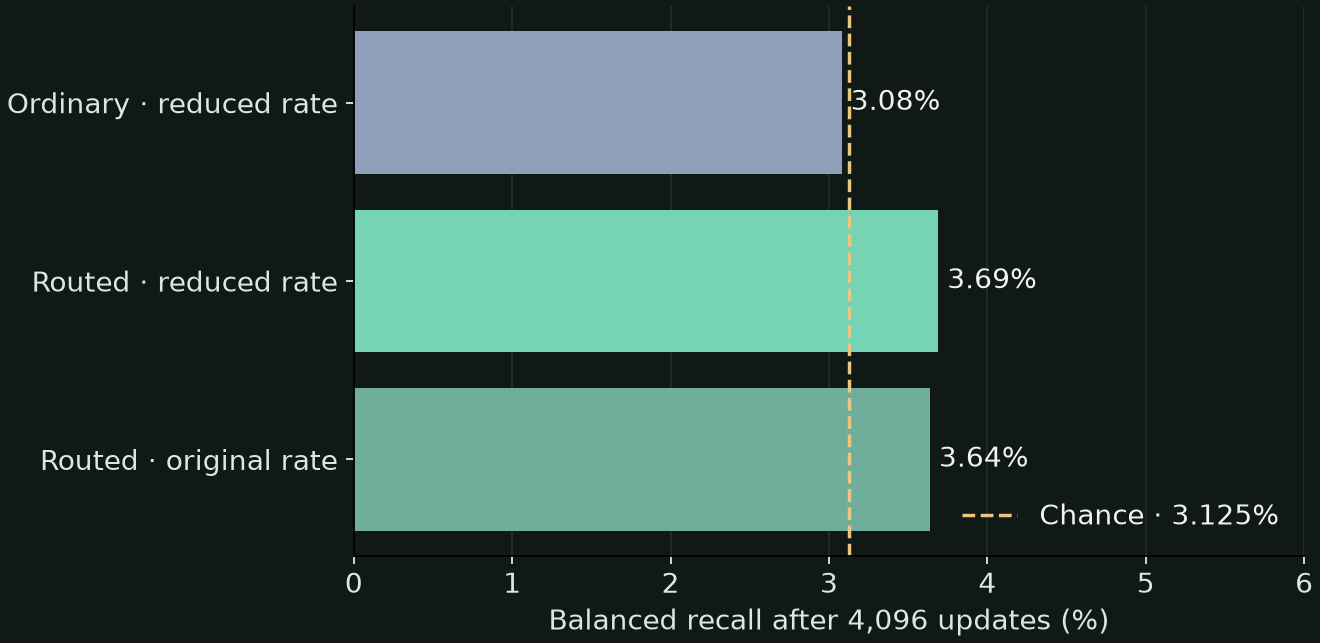 Ordinary · reduced rate
3.08%
Routed · reduced rate
3.69%
Routed · original rate
3.64%
Chance · 3.125%
0 1 2 3 4 5 6
Balanced recall after 4,096 updates (%)